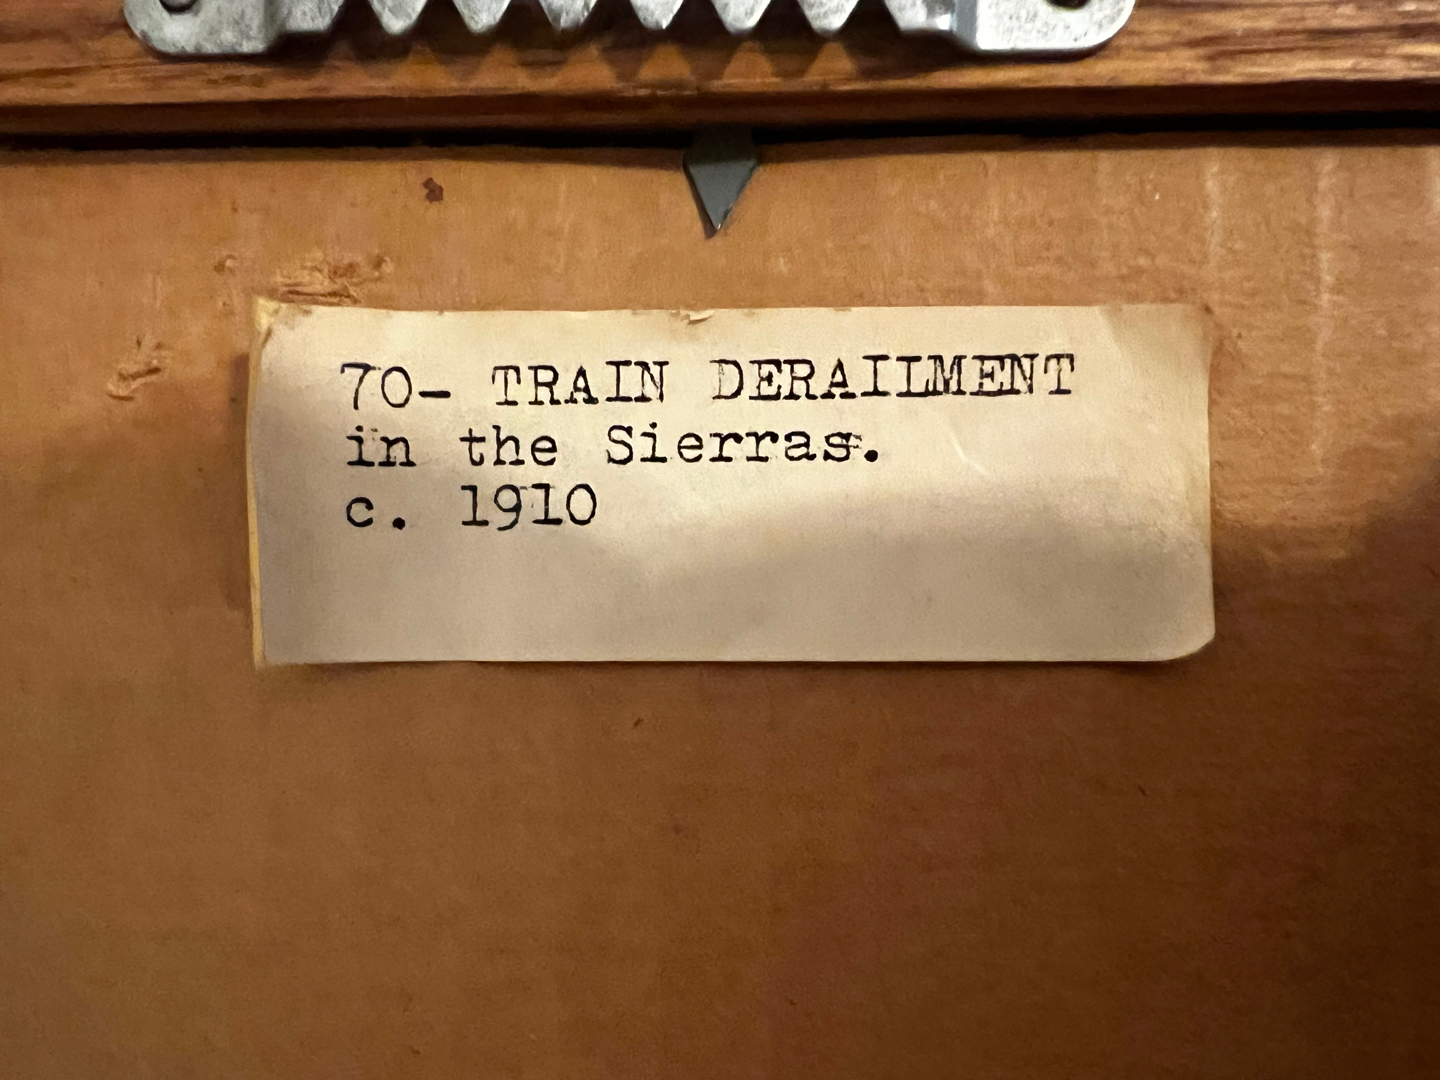 70- TRAIN DERAILMENT
in the Sierras.
c. 1910